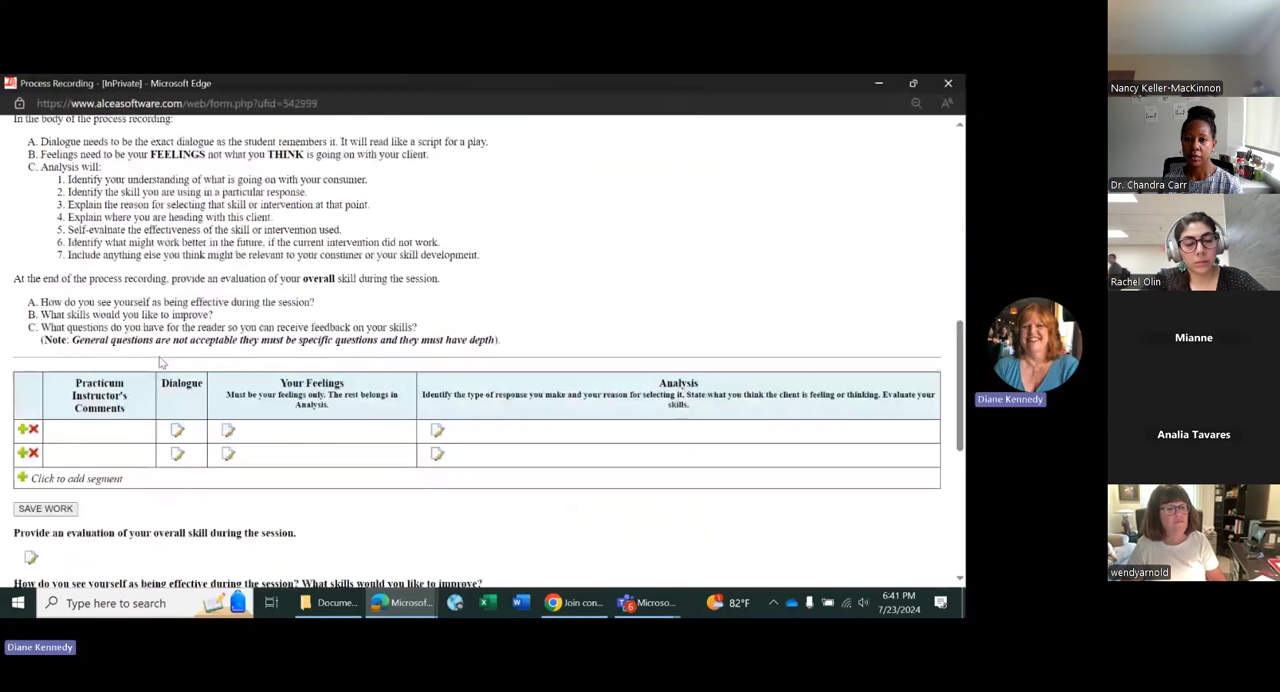 Process Recording - [InPrivate] - Microsoft Edge
https://www.alceasoftware.com/web/form.php?ufid=542999
In the body of the process recording:
A. Dialogue needs to be the exact dialogue as the student remembers it. It will read like a script for a play.
B. Feelings need to be your FEELINGS not what you THINK is going on with your client.
C. Analysis will:
1. Identify your understanding of what is going on with your consumer.
2. Identify the skill you are using in a particular response.
3. Explain the reason for selecting that skill or intervention at that point.
4. Explain where you are heading with this client.
5. Self-evaluate the effectiveness of the skill or intervention used.
6. Identify what might work better in the future, if the current intervention did not work.
7. Include anything else you think might be relevant to your consumer or your skill development.
At the end of the process recording, provide an evaluation of your overall skill during the session.
A. How do you see yourself as being effective during the session?
B. What skills would you like to improve?
C. What questions do you have for the reader so you can receive feedback on your skills?
(Note: General questions are not acceptable they must be specific questions and they must have depth).
Practicum
Instructor's
Comments
Dialogue
Your Feelings
Must be your feelings only. The rest belongs in
Analysis.
Analysis
Identify the type of response you make and your reason for selecting it. State what you think the client is feeling or thinking. Evaluate your
skills.
Click to add segment
SAVE WORK
Provide an evaluation of your overall skill during the session.
How do you see yourself as being effective during the session? What skills would you like to improve?
Type here to search
Docume...
Microsof...
Join con...
Microso...
6
82°F
6:41 PM
7/23/2024
Diane Kennedy
Diane Kennedy
Nancy Keller-MacKinnon
Dr. Chandra Carr
Rachel Olin
Mianne
Analia Tavares
wendyarnold